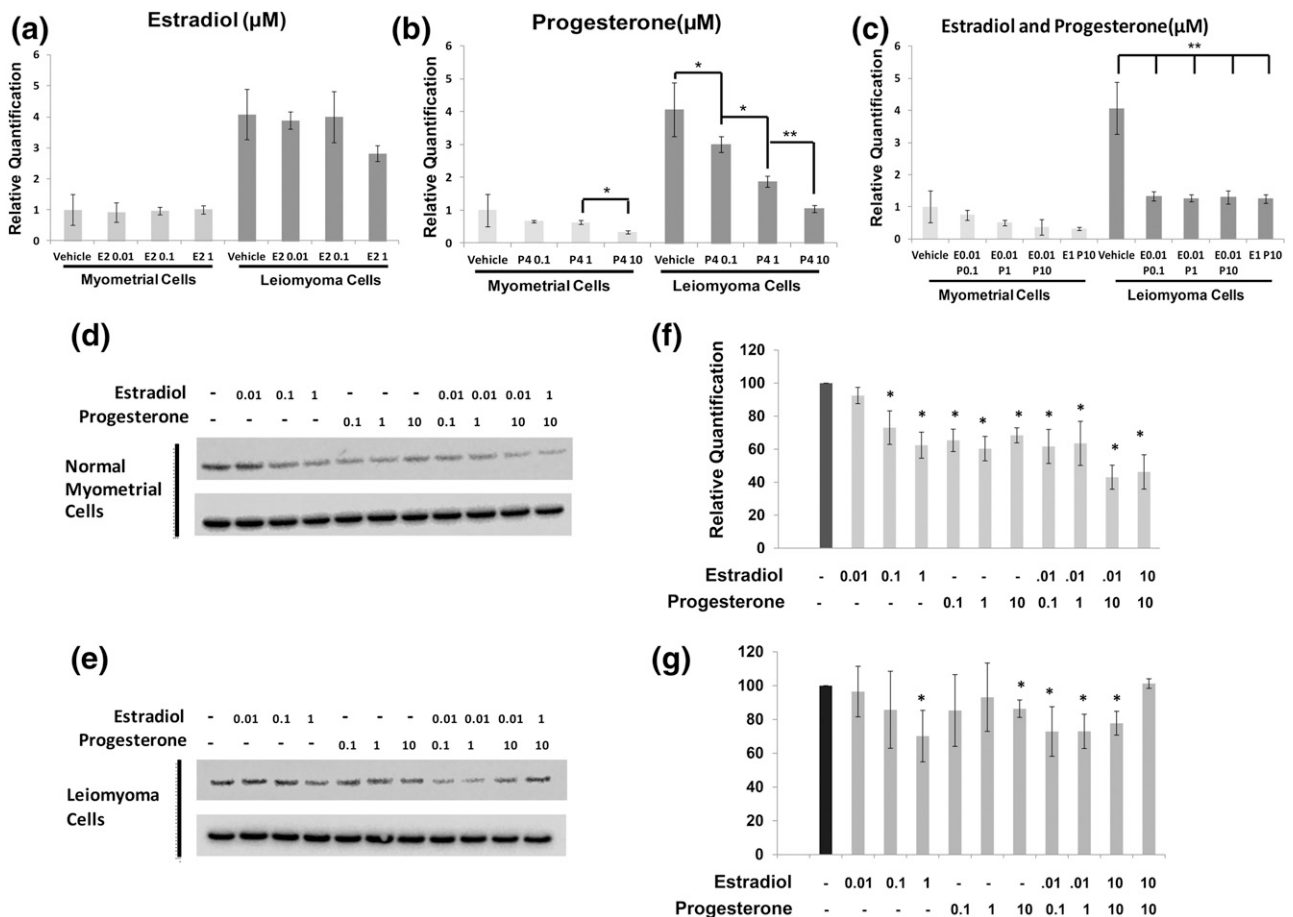 (a)
Estradiol (µM)
Relative Quantification
6
5
4
3
2
1
0
Vehicle E2 0.01 E2 0.1 E2 1 Vehicle E2 0.01 E2 0.1 E2 1
Myometrial Cells Leiomyoma Cells
(b)
Progesterone(µM)
Relative Quantification
6
5
4
3
2
1
0
* * ** *
Vehicle P4 0.1 P4 1 P4 10 Vehicle P4 0.1 P4 1 P4 10
Myometrial Cells Leiomyoma Cells
(c)
Estradiol and Progesterone(µM)
Relative Quantification
6
5
4
3
2
1
0
**
Vehicle E0.01 E0.01 E0.01 E1 P10 Vehicle E0.01 E0.01 E0.01 E1 P10
P0.1 P1 P10 P0.1 P1 P10
Myometrial Cells Leiomyoma Cells
(d)
Estradiol - 0.01 0.1 1 - - - 0.01 0.01 0.01 1
Progesterone - - - - 0.1 1 10 0.1 1 10 10
Normal
Myometrial
Cells
(f)
Relative Quantification
120
100
80
60
40
20
0
* * * * * * * * *
Estradiol - 0.01 0.1 1 - - - .01 .01 .01 10
Progesterone - - - - 0.1 1 10 0.1 1 10 10
(e)
Estradiol - 0.01 0.1 1 - - - 0.01 0.01 0.01 1
Progesterone - - - - 0.1 1 10 0.1 1 10 10
Leiomyoma
Cells
(g)
120
100
80
60
40
20
0
* * * * *
Estradiol - 0.01 0.1 1 - - - .01 .01 10 10
Progesterone - - - - 0.1 1 10 0.1 1 10 10